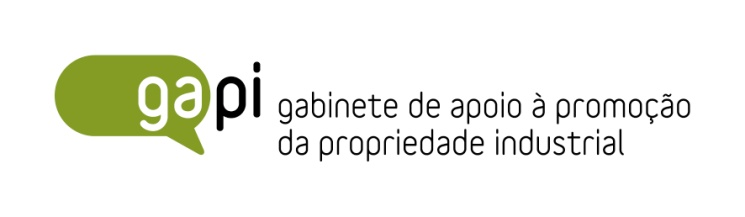 gapi
gabinete de apoio à promoção
da propriedade industrial